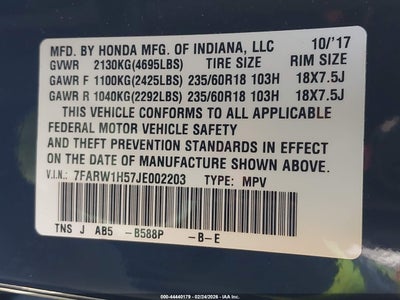 MFD. BY HONDA MFG. OF INDIANA, LLC 10/'17
GVWR 2130KG(4695LBS) TIRE SIZE RIM SIZE
GAWR F 1100KG(2425LBS) 235/60R18 103H 18X7.5J
GAWR R 1040KG(2292LBS) 235/60R18 103H 18X7.5J
THIS VEHICLE CONFORMS TO ALL APPLICABLE
FEDERAL MOTOR VEHICLE SAFETY
AND THEFT PREVENTION STANDARDS IN EFFECT
ON THE DATE OF MANUFACTURE SHOWN ABOVE.
V.I.N.: 7FARW1H57JE002203 TYPE: MPV
TNS J AB5 -B588P -B-E
000-44440179 - 02/24/2026 - IAA Inc.